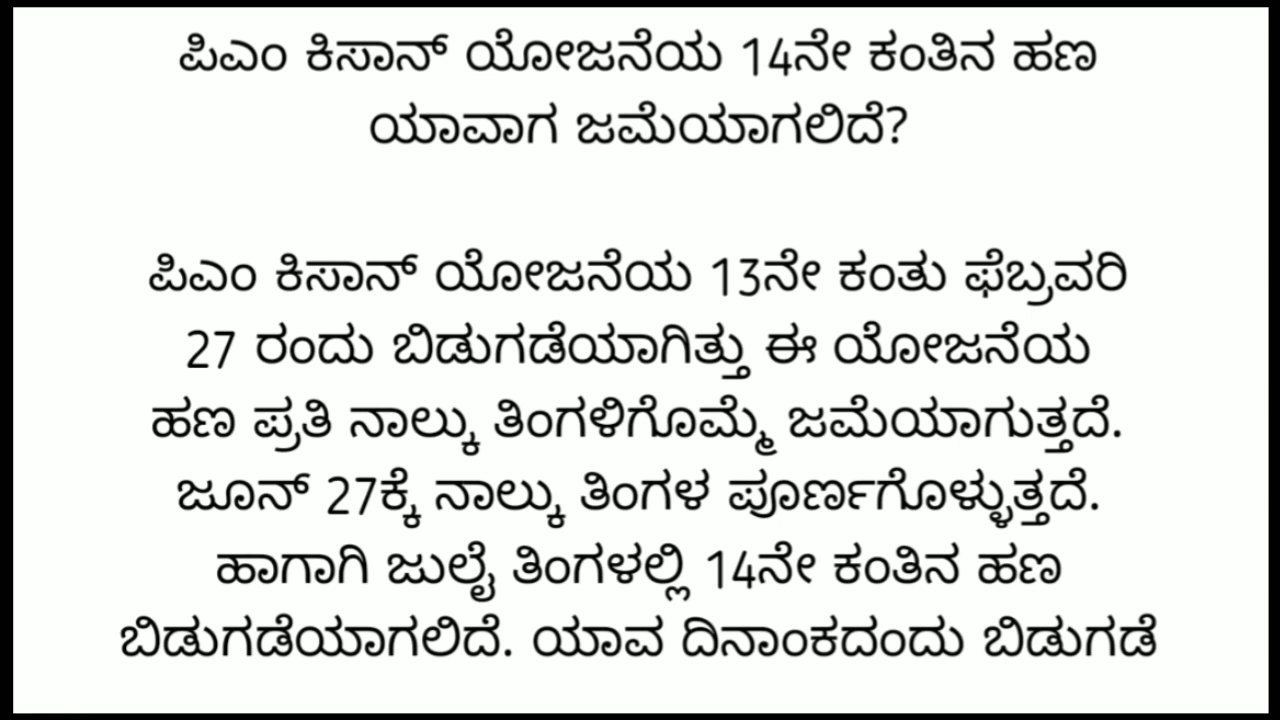 ಪಿಎಂ ಕಿಸಾನ್ ಯೋಜನೆಯ 14ನೇ ಕಂತಿನ ಹಣ
ಯಾವಾಗ ಜಮೆಯಾಗಲಿದೆ?
ಪಿಎಂ ಕಿಸಾನ್ ಯೋಜನೆಯ 13ನೇ ಕಂತು ಫೆಬ್ರವರಿ
27 ರಂದು ಬಿಡುಗಡೆಯಾಗಿತ್ತು ಈ ಯೋಜನೆಯ
ಹಣ ಪ್ರತಿ ನಾಲ್ಕು ತಿಂಗಳಿಗೊಮ್ಮೆ ಜಮೆಯಾಗುತ್ತದೆ.
ಜೂನ್ 27ಕ್ಕೆ ನಾಲ್ಕು ತಿಂಗಳ ಪೂರ್ಣಗೊಳ್ಳುತ್ತದೆ.
ಹಾಗಾಗಿ ಜುಲೈ ತಿಂಗಳಲ್ಲಿ 14ನೇ ಕಂತಿನ ಹಣ
ಬಿಡುಗಡೆಯಾಗಲಿದೆ. ಯಾವ ದಿನಾಂಕದಂದು ಬಿಡುಗಡೆ